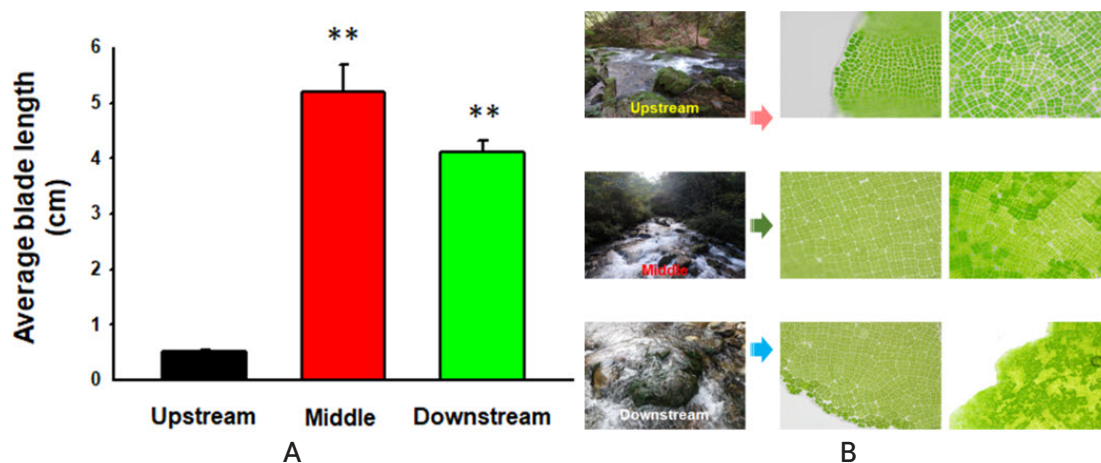 Average blade length
(cm)
6
5
4
3
2
1
0
**
**
Upstream
Middle
Downstream
A
Upstream
Middle
Downstream
B